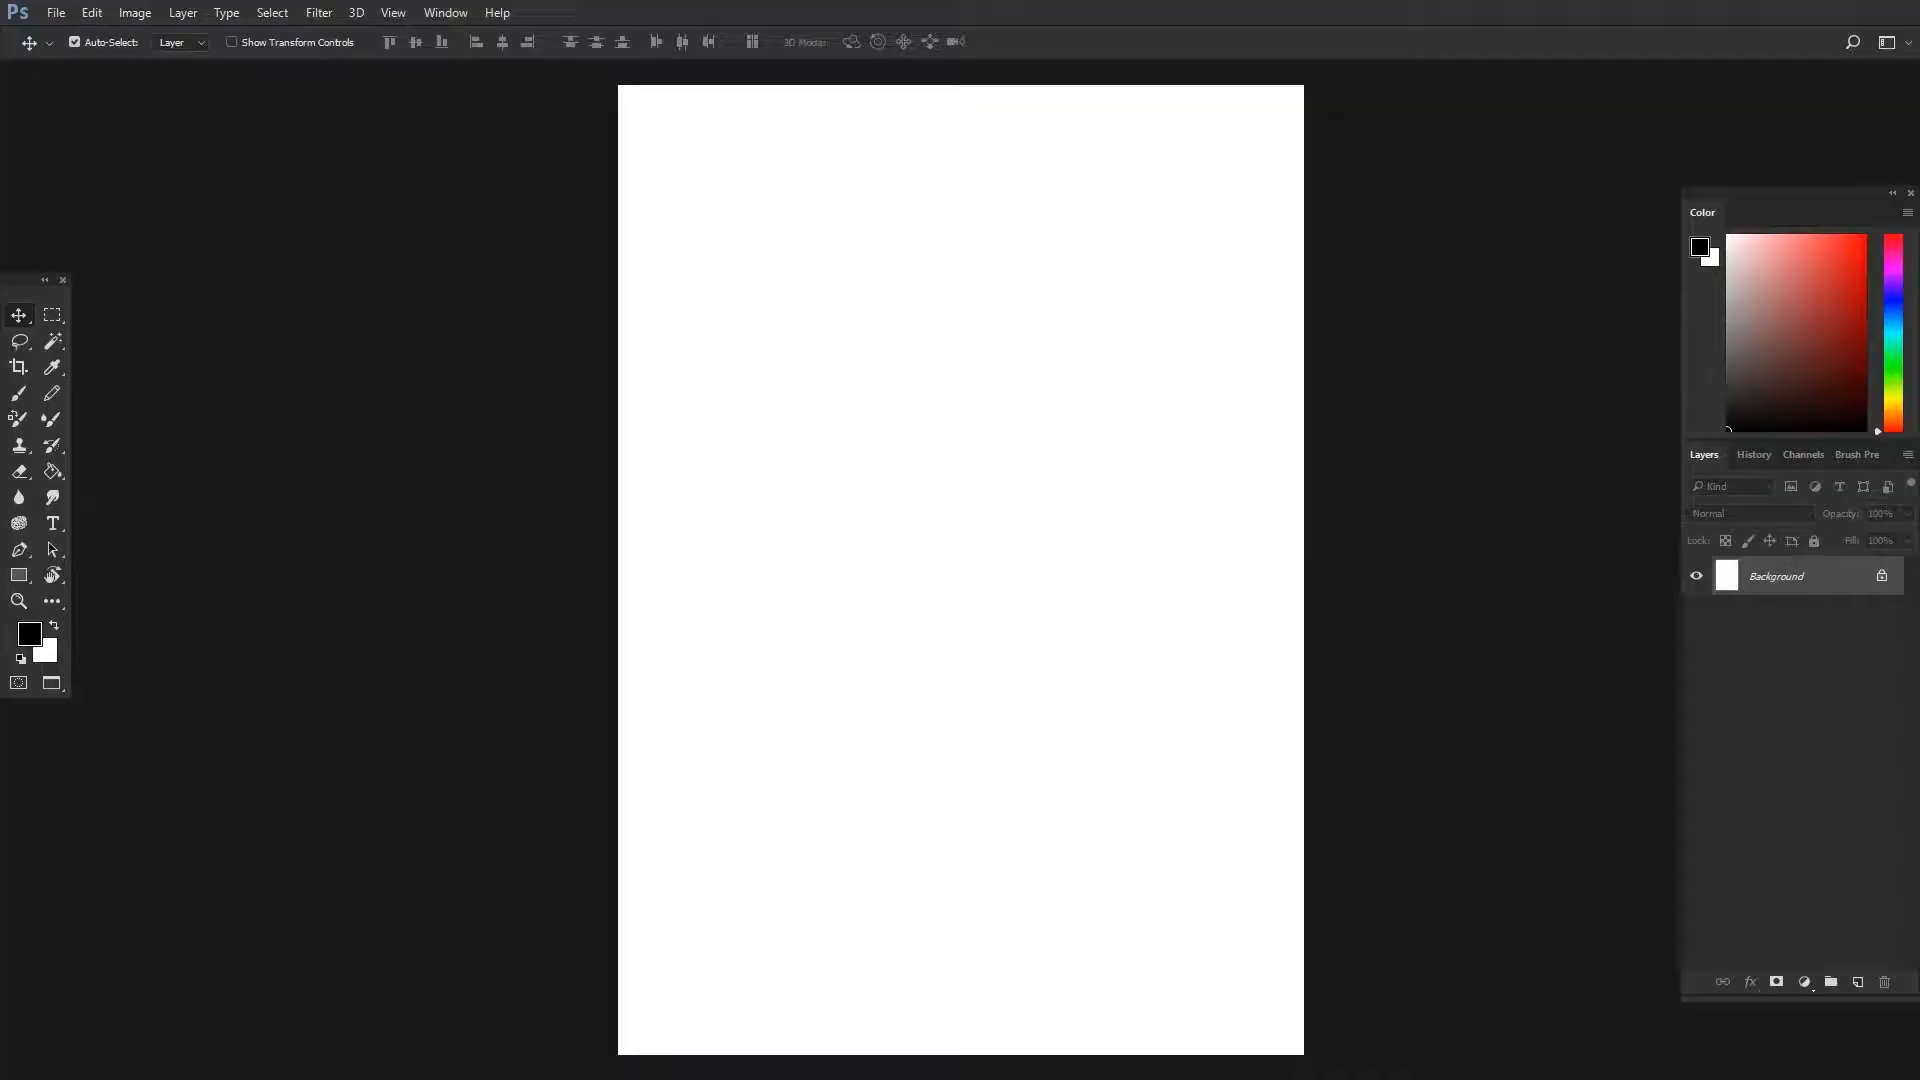 Ps File Edit Image Layer Type Select Filter 3D View Window Help
Auto-Select: Layer Show Transform Controls 3D Mode:
Color
Layers History Channels Brush Pre
Kind
Normal Opacity: 100%
Lock: Fill: 100%
Background
fx